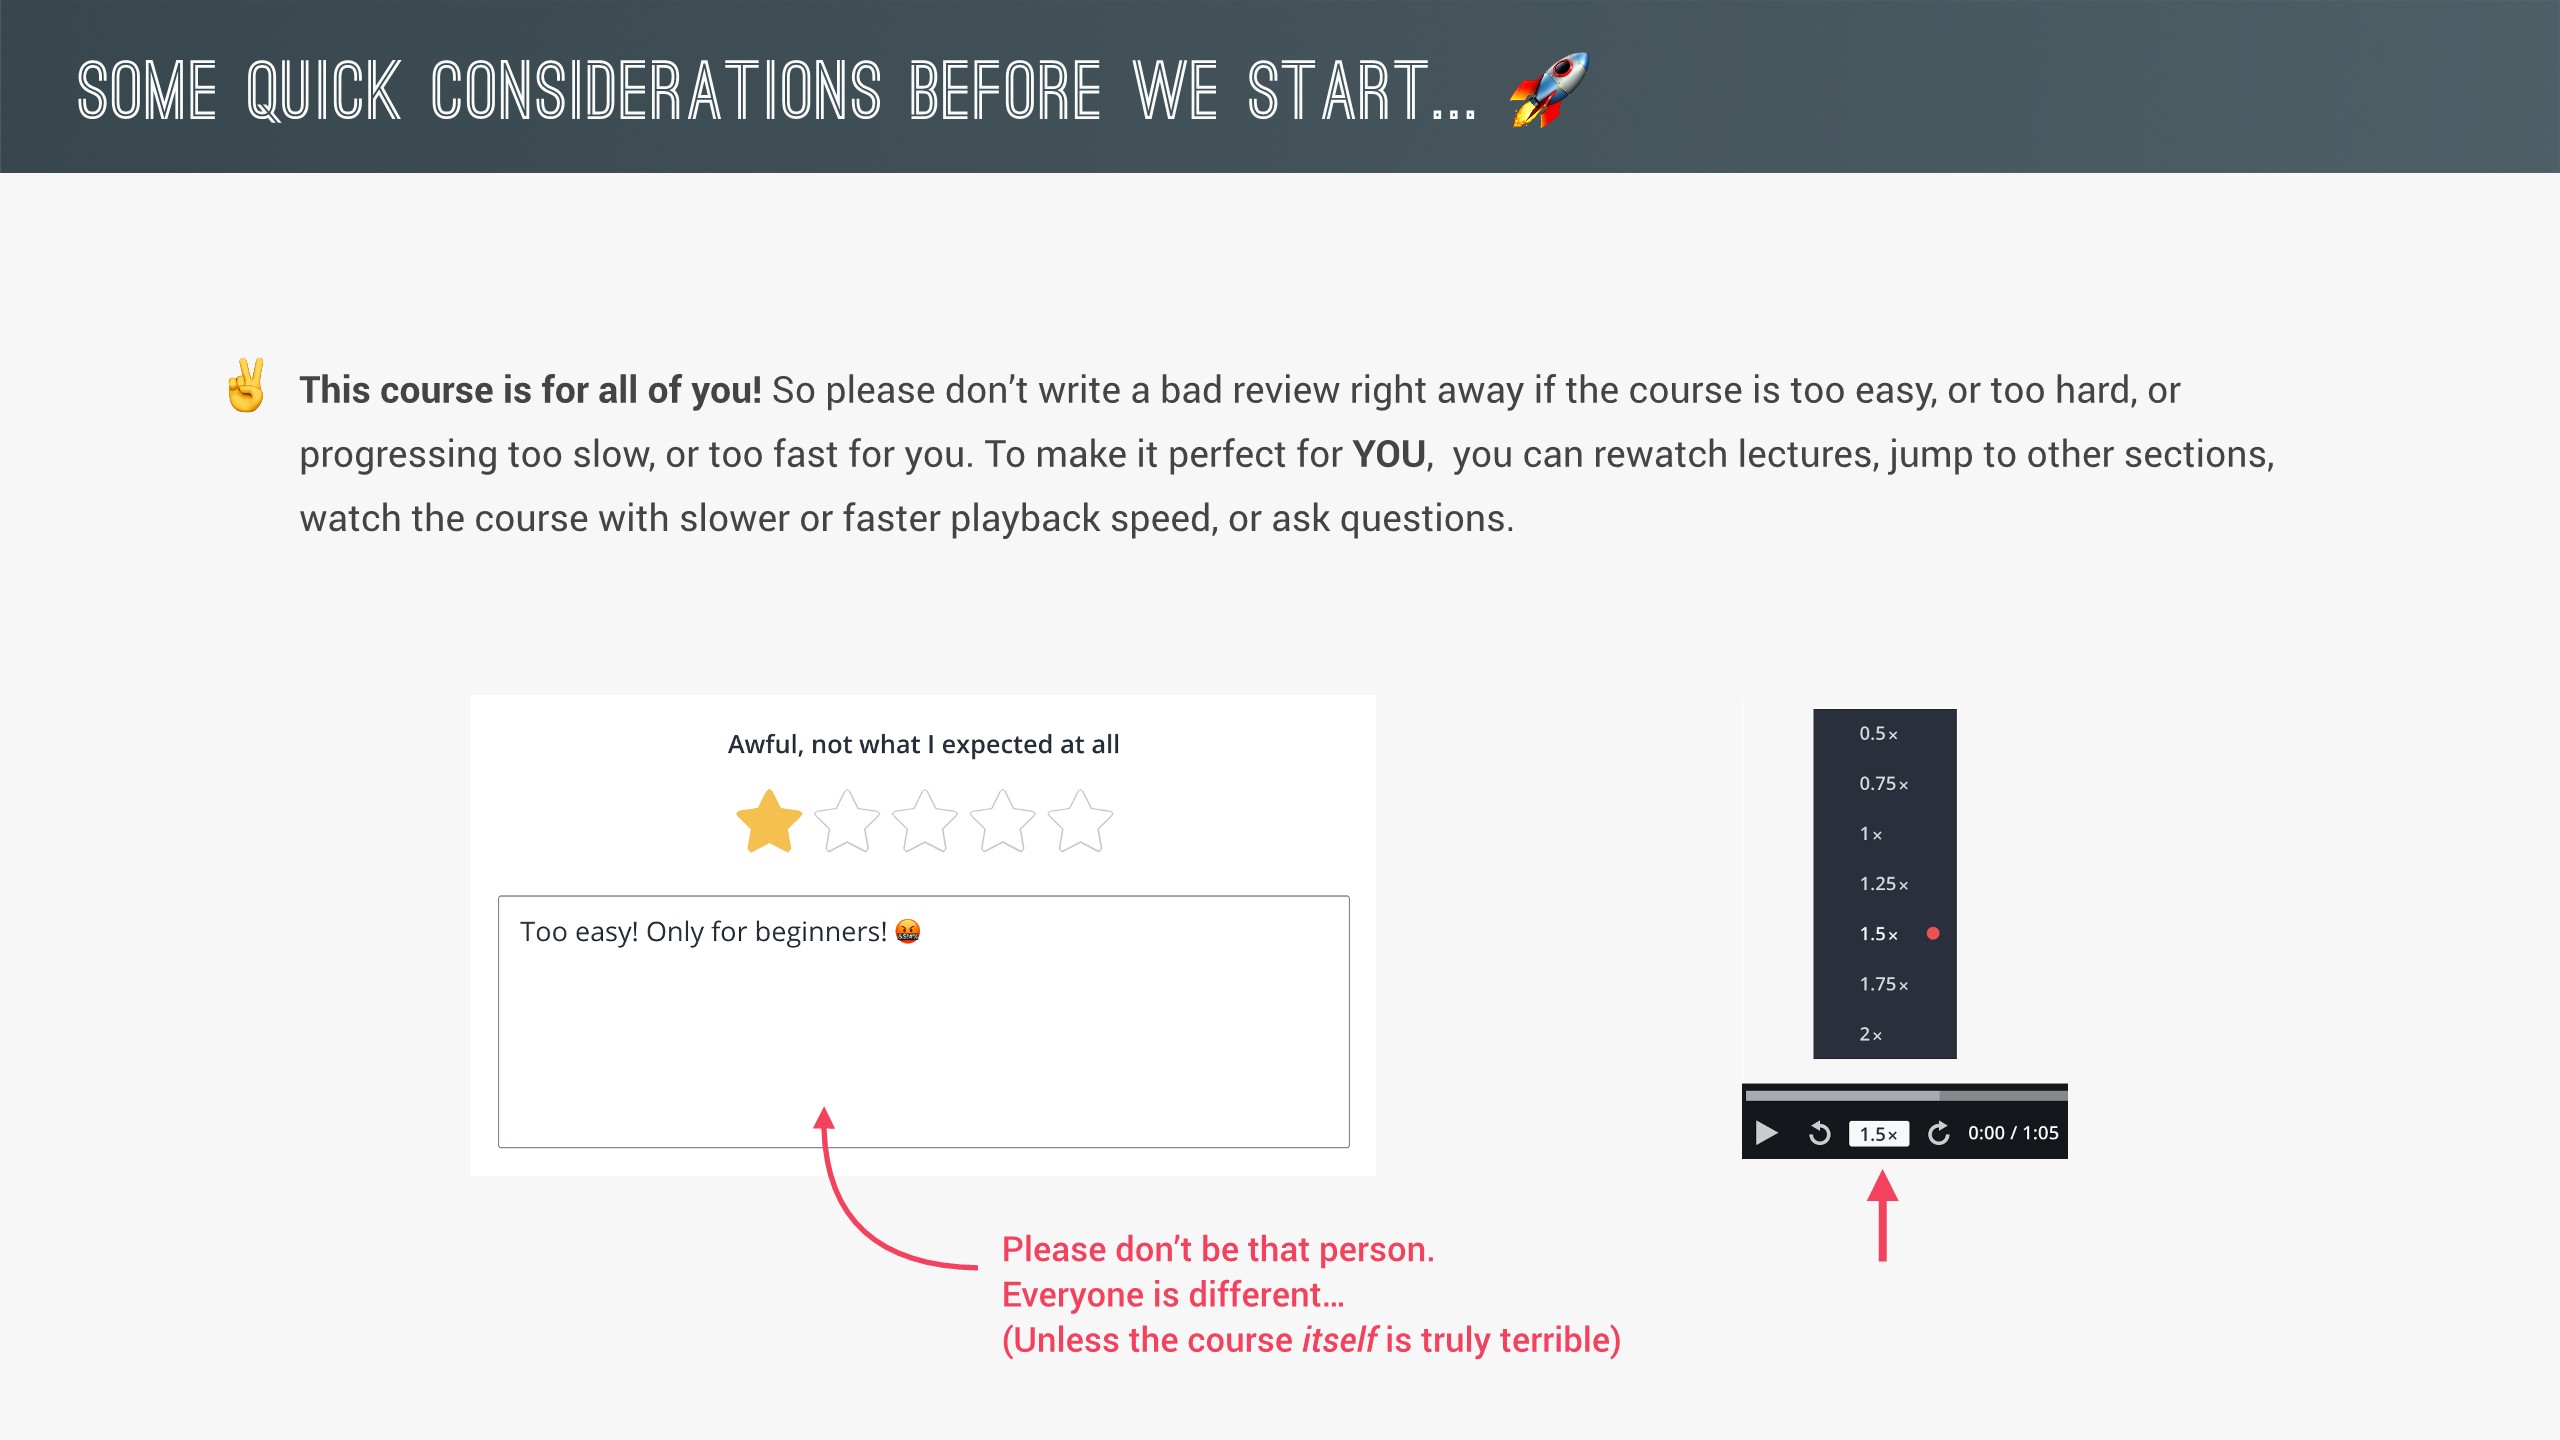 SOME QUICK CONSIDERATIONS BEFORE WE START... 🚀
✌️ This course is for all of you! So please don’t write a bad review right away if the course is too easy, or too hard, or
progressing too slow, or too fast for you. To make it perfect for YOU, you can rewatch lectures, jump to other sections,
watch the course with slower or faster playback speed, or ask questions.
Awful, not what I expected at all
Too easy! Only for beginners! 🤬
Please don’t be that person.
Everyone is different…
(Unless the course itself is truly terrible)
0.5×
0.75×
1×
1.25×
1.5×
1.75×
2×
1.5× 0:00 / 1:05